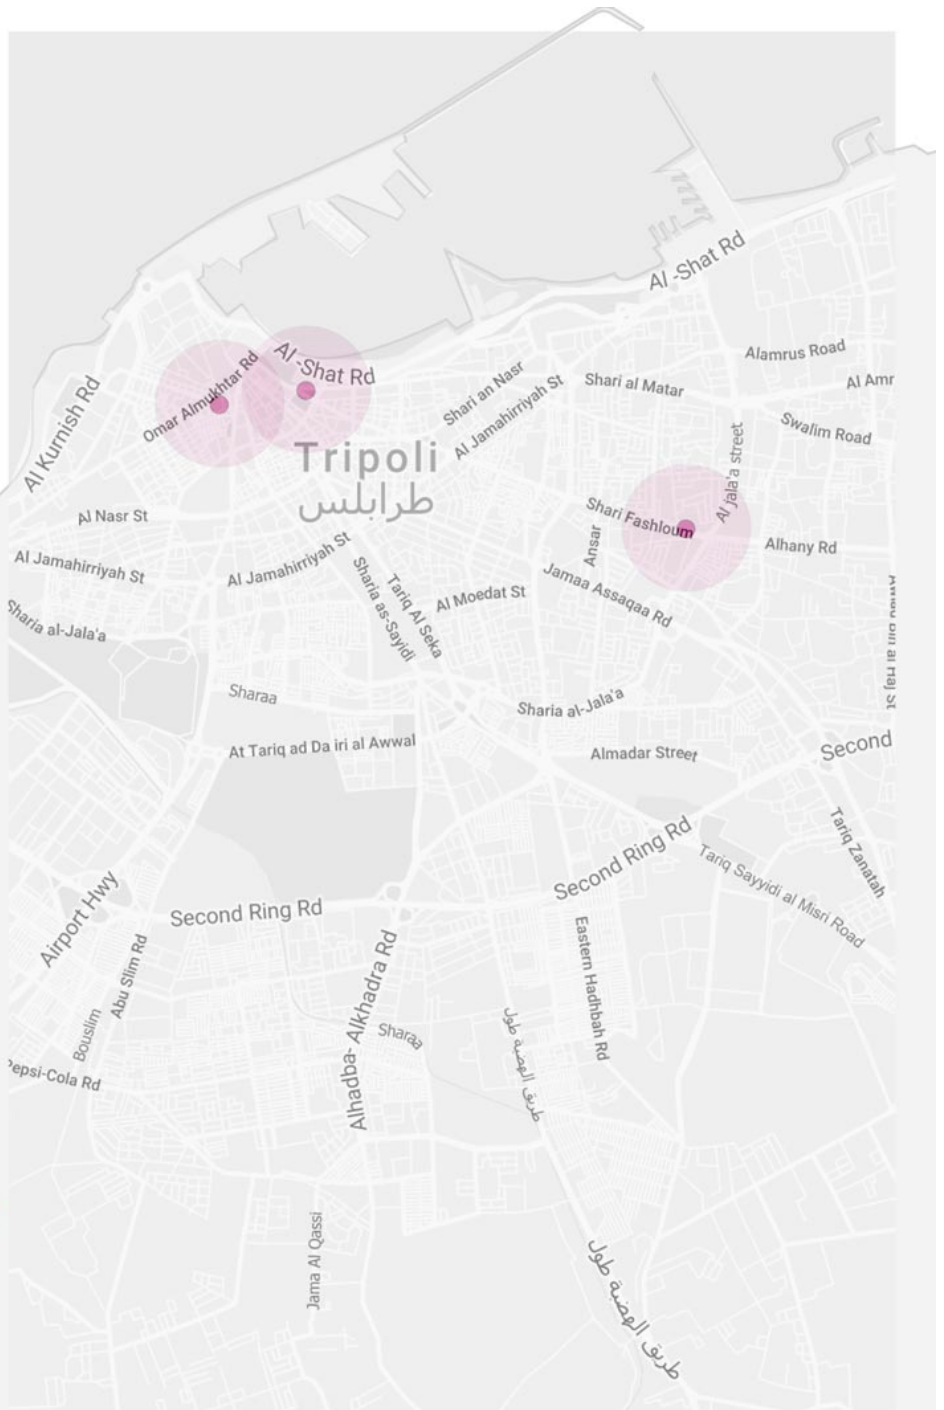 Al -Shat Rd
Alamrus Road
Al -Shat Rd
Omar Almukhtar Rd
Al Kurnish Rd
Shari an Nasr
Al Jamahirriyah St
Shari al Matar
Al Amr
Swalim Road
Al jala'a street
Tripoli
طرابلس
Al Nasr St
Shari Fashloum
Ansar
Alhany Rd
Al Jamahirriyah St
Al Jamahirriyah St
Sharia as-Sayidi
Tariq Al Seka
Al Moedat St
Jamaa Assaqaa Rd
Sharia al-Jala'a
Sharaa
Sharia al-Jala'a
At Tariq ad Da iri al Awwal
Almadar Street
Second
Second Ring Rd
Tariq Zanatah
Tariq Sayyidi al Misri Road
Airport Hwy
Second Ring Rd
Abu Slim Rd
Alhadba- Alkhadra Rd
Eastern Hadhbah Rd
Bouslim
Sharaa
طريق الهضبة طول
Pepsi-Cola Rd
Jama Al Qassi
طريق الهضبة طول